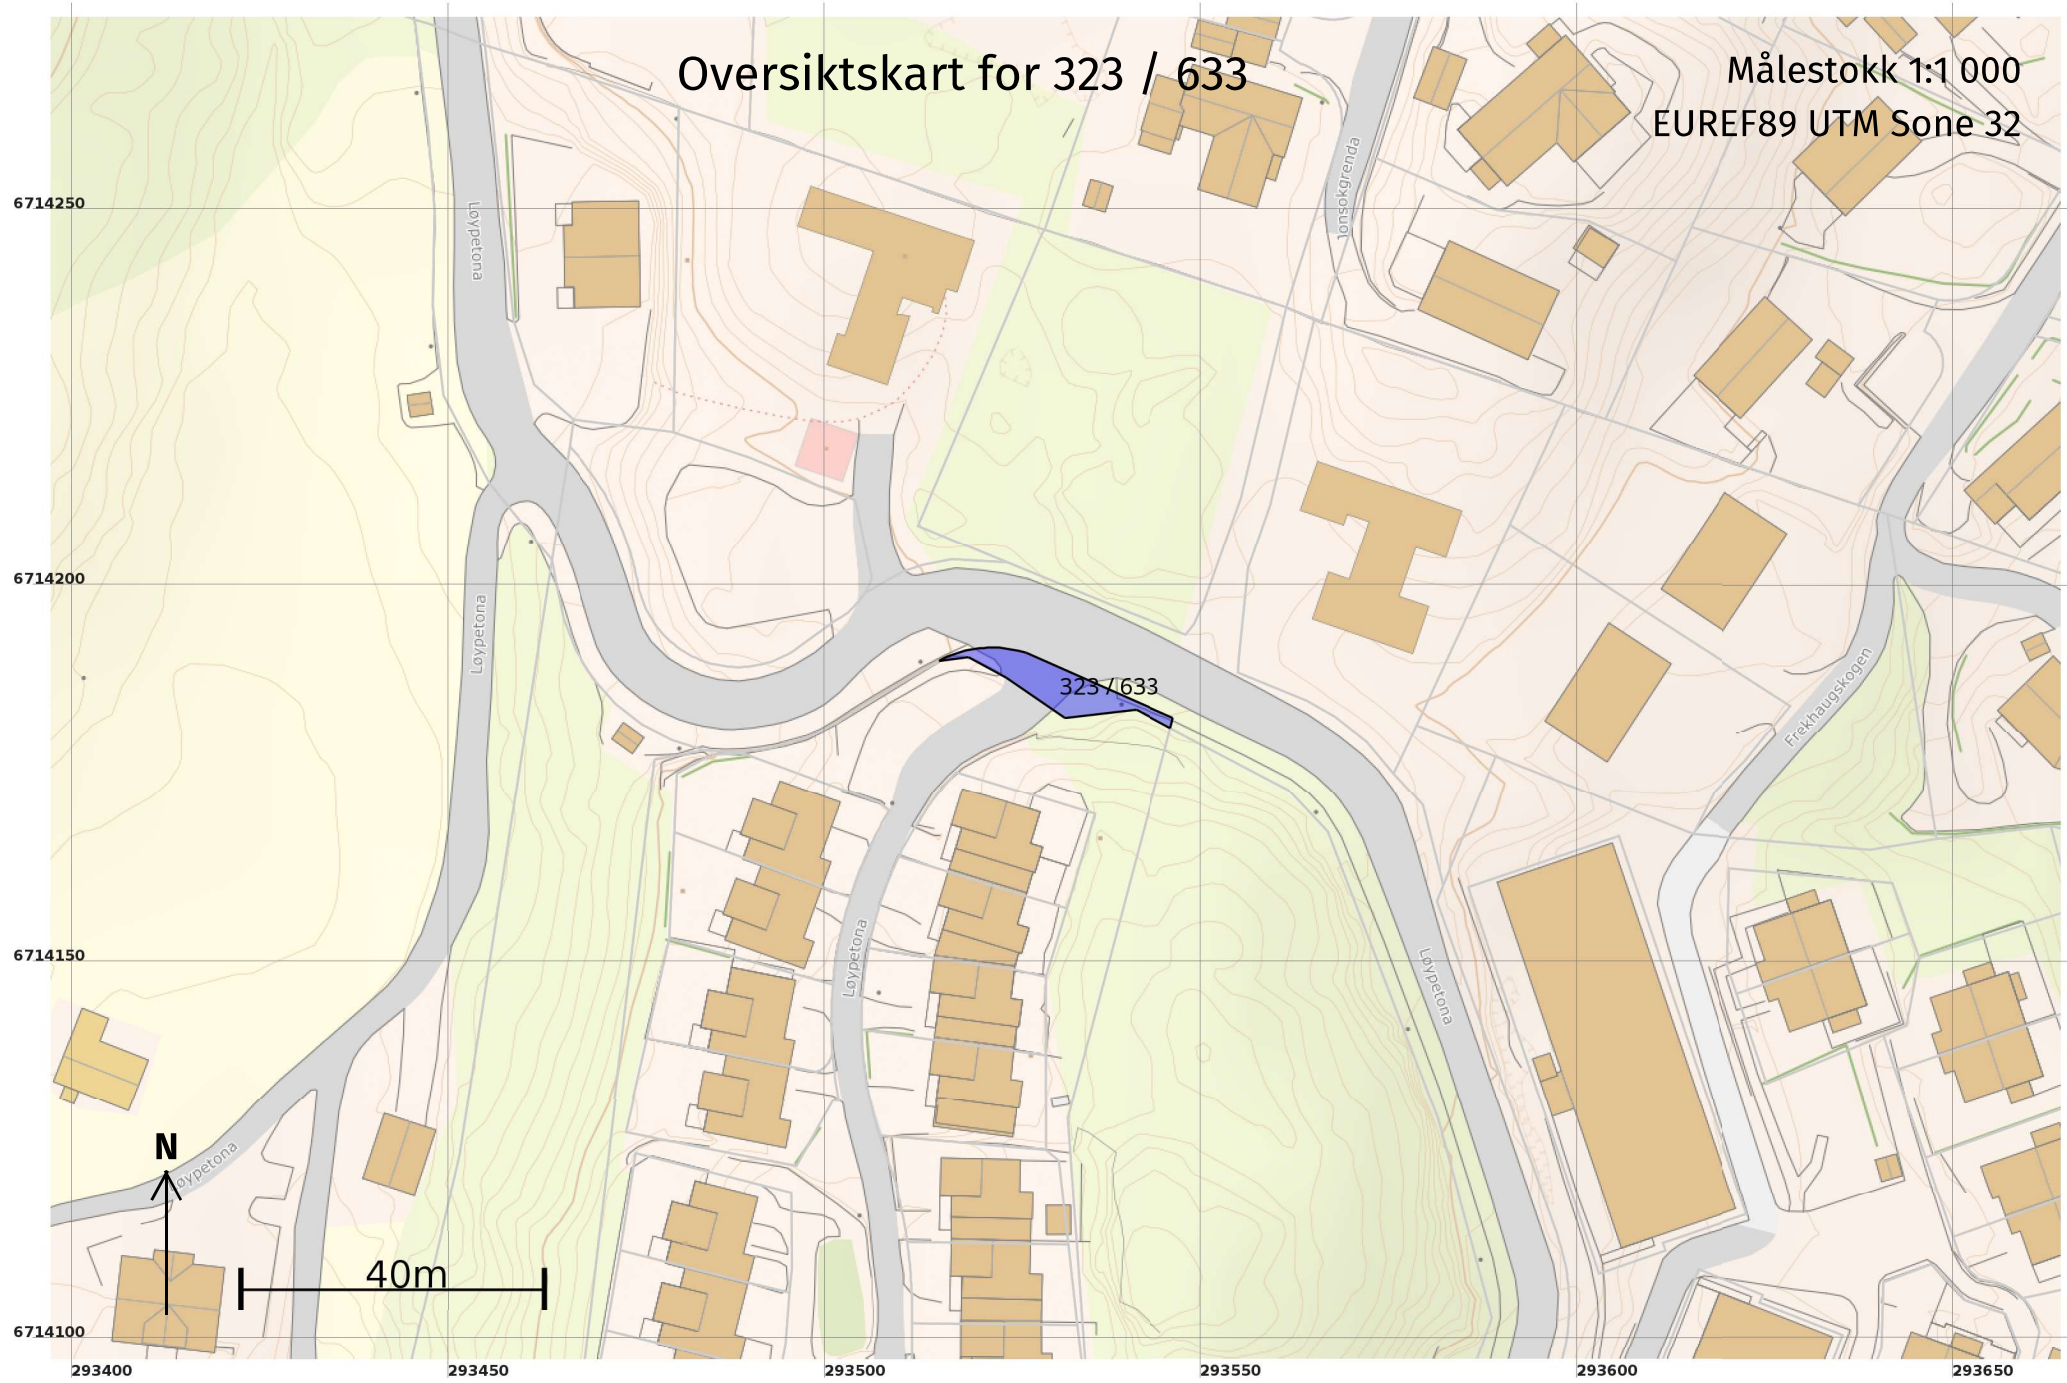 Oversiktskart for 323 / 633
Målestokk 1:1 000
EUREF89 UTM Sone 32
Jonsokgrenda
6714250
Løypetona
6714200
Løypetona
Frekhaugskogen
323 / 633
Løypetona
Løypetona
6714150
N
Løypetona
40m
6714100
293400
293450
293500
293550
293600
293650